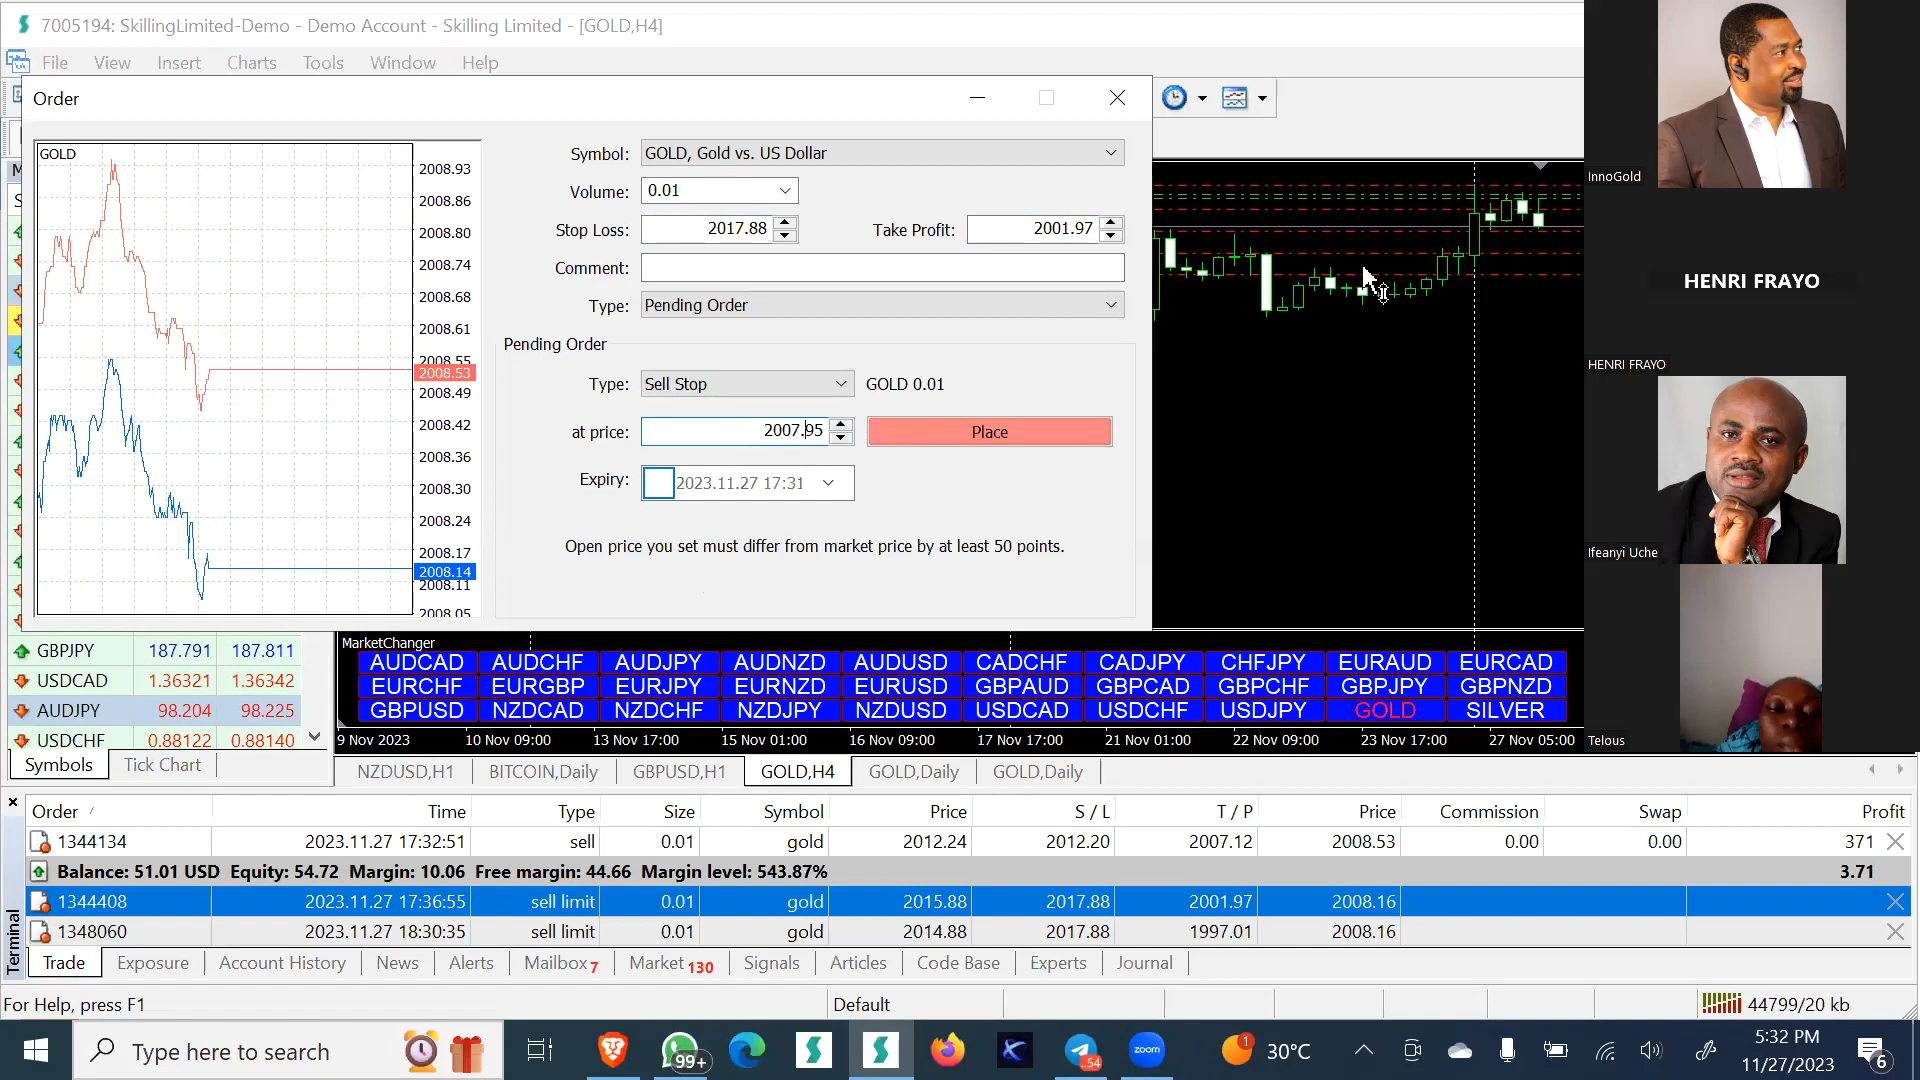 7005194: SkillingLimited-Demo - Demo Account - Skilling Limited - [GOLD,H4]
File View Insert Charts Tools Window Help
Order
GOLD
2008.93
2008.86
2008.80
2008.74
2008.68
2008.61
2008.55
2008.53
2008.49
2008.42
2008.36
2008.30
2008.24
2008.17
2008.14
2008.11
2008.05
Symbol: GOLD, Gold vs. US Dollar
Volume: 0.01
Stop Loss: 2017.88 Take Profit: 2001.97
Comment:
Type: Pending Order
Pending Order
Type: Sell Stop GOLD 0.01
at price: 2007.95 Place
Expiry: 2023.11.27 17:31
Open price you set must differ from market price by at least 50 points.
InnoGold
HENRI FRAYO
HENRI FRAYO
Ifeanyi Uche
Telous
GBPJPY 187.791 187.811
USDCAD 1.36321 1.36342
AUDJPY 98.204 98.225
USDCHF 0.88122 0.88140
Symbols Tick Chart
MarketChanger
AUDCAD AUDCHF AUDJPY AUDNZD AUDUSD CADCHF CADJPY CHFJPY EURAUD EURCAD
EURCHF EURGBP EURJPY EURNZD EURUSD GBPAUD GBPCAD GBPCHF GBPJPY GBPNZD
GBPUSD NZDCAD NZDCHF NZDJPY NZDUSD USDCAD USDCHF USDJPY GOLD SILVER
9 Nov 2023 10 Nov 09:00 13 Nov 17:00 15 Nov 01:00 16 Nov 09:00 17 Nov 17:00 21 Nov 01:00 22 Nov 09:00 23 Nov 17:00 27 Nov 05:00
NZDUSD,H1 BITCOIN,Daily GBPUSD,H1 GOLD,H4 GOLD,Daily GOLD,Daily
Order Time Type Size Symbol Price S / L T / P Price Commission Swap Profit
1344134 2023.11.27 17:32:51 sell 0.01 gold 2012.24 2012.20 2007.12 2008.53 0.00 0.00 371
Balance: 51.01 USD Equity: 54.72 Margin: 10.06 Free margin: 44.66 Margin level: 543.87% 3.71
1344408 2023.11.27 17:36:55 sell limit 0.01 gold 2015.88 2017.88 2001.97 2008.16
1348060 2023.11.27 18:30:35 sell limit 0.01 gold 2014.88 2017.88 1997.01 2008.16
Terminal
Trade Exposure Account History News Alerts Mailbox 7 Market 130 Signals Articles Code Base Experts Journal
For Help, press F1 Default 44799/20 kb
Type here to search 99+ 54 zoom 1 30°C 5:32 PM
11/27/2023 6